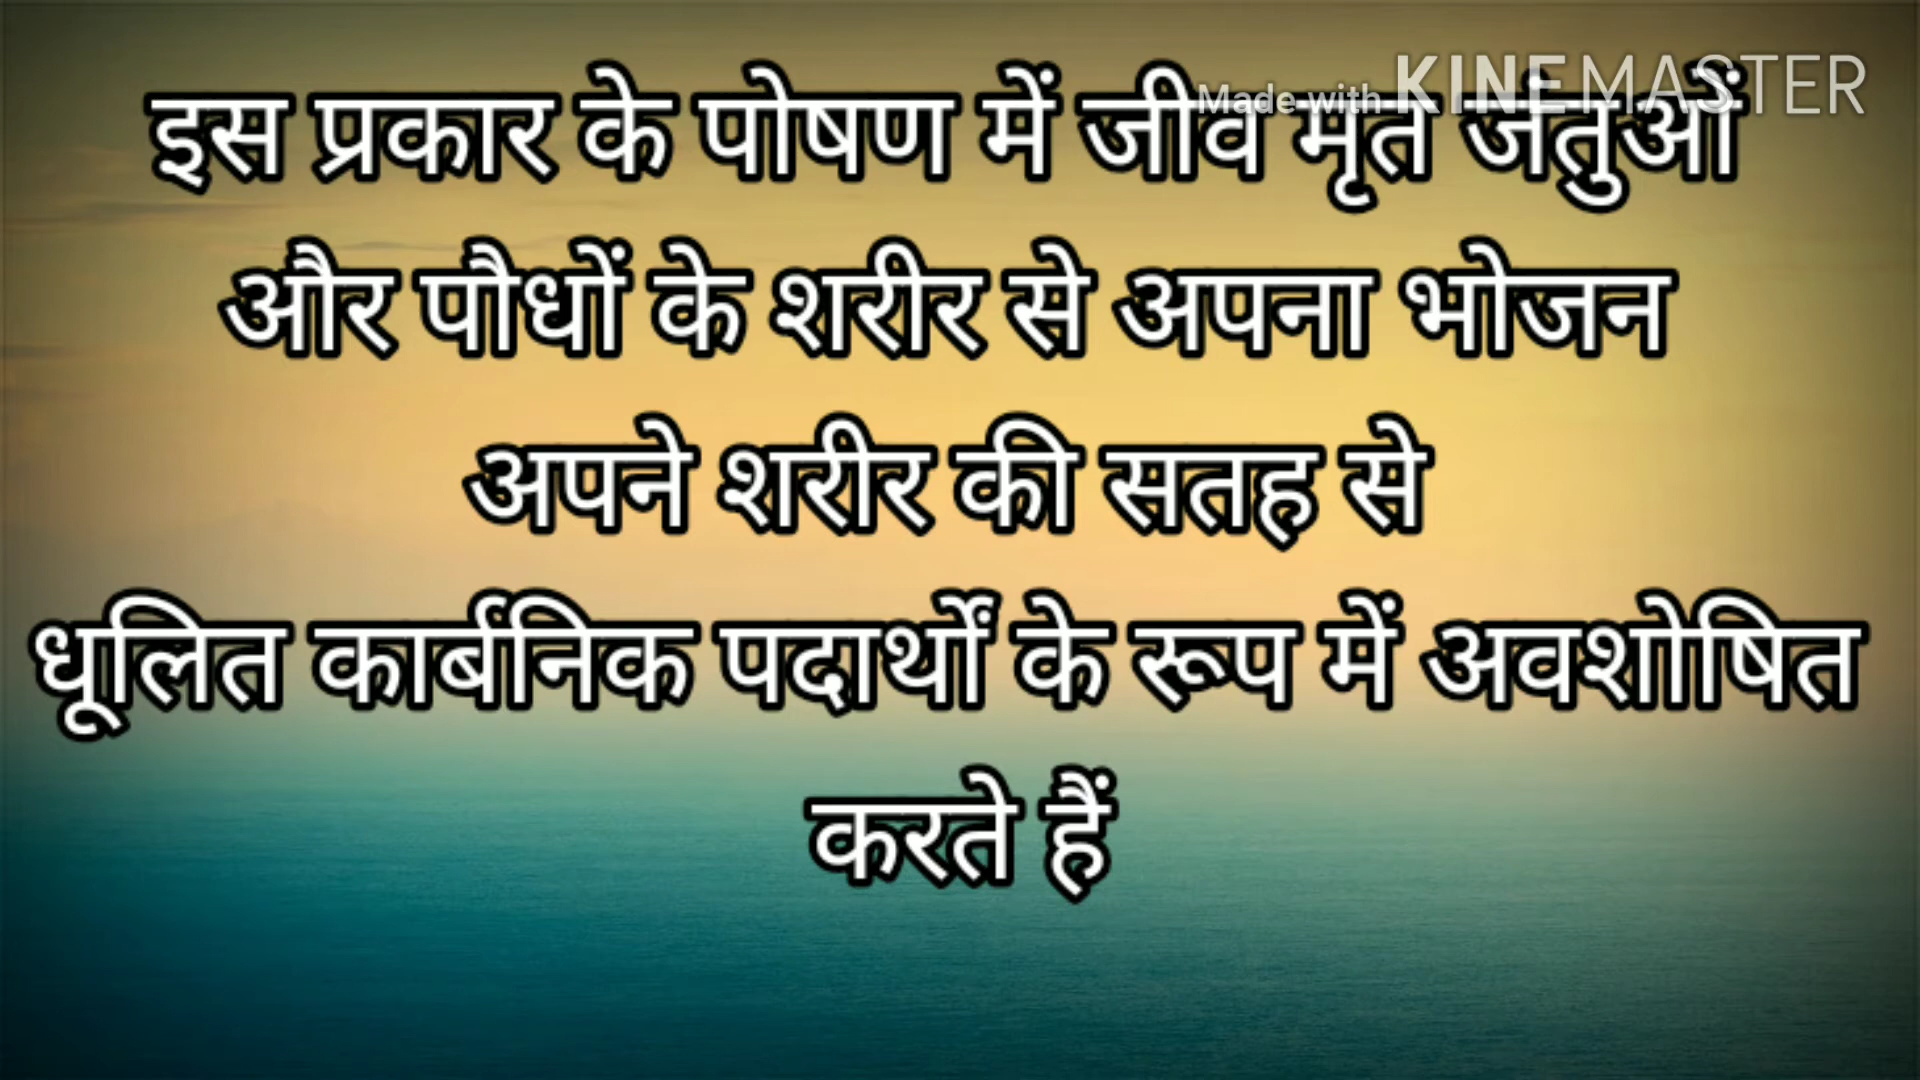 Made with KINEMASTER
इस प्रकार के पोषण में जीव मृत जंतुओं
और पौधों के शरीर से अपना भोजन
अपने शरीर की सतह से
धूलित कार्बनिक पदार्थों के रूप में अवशोषित
करते हैं